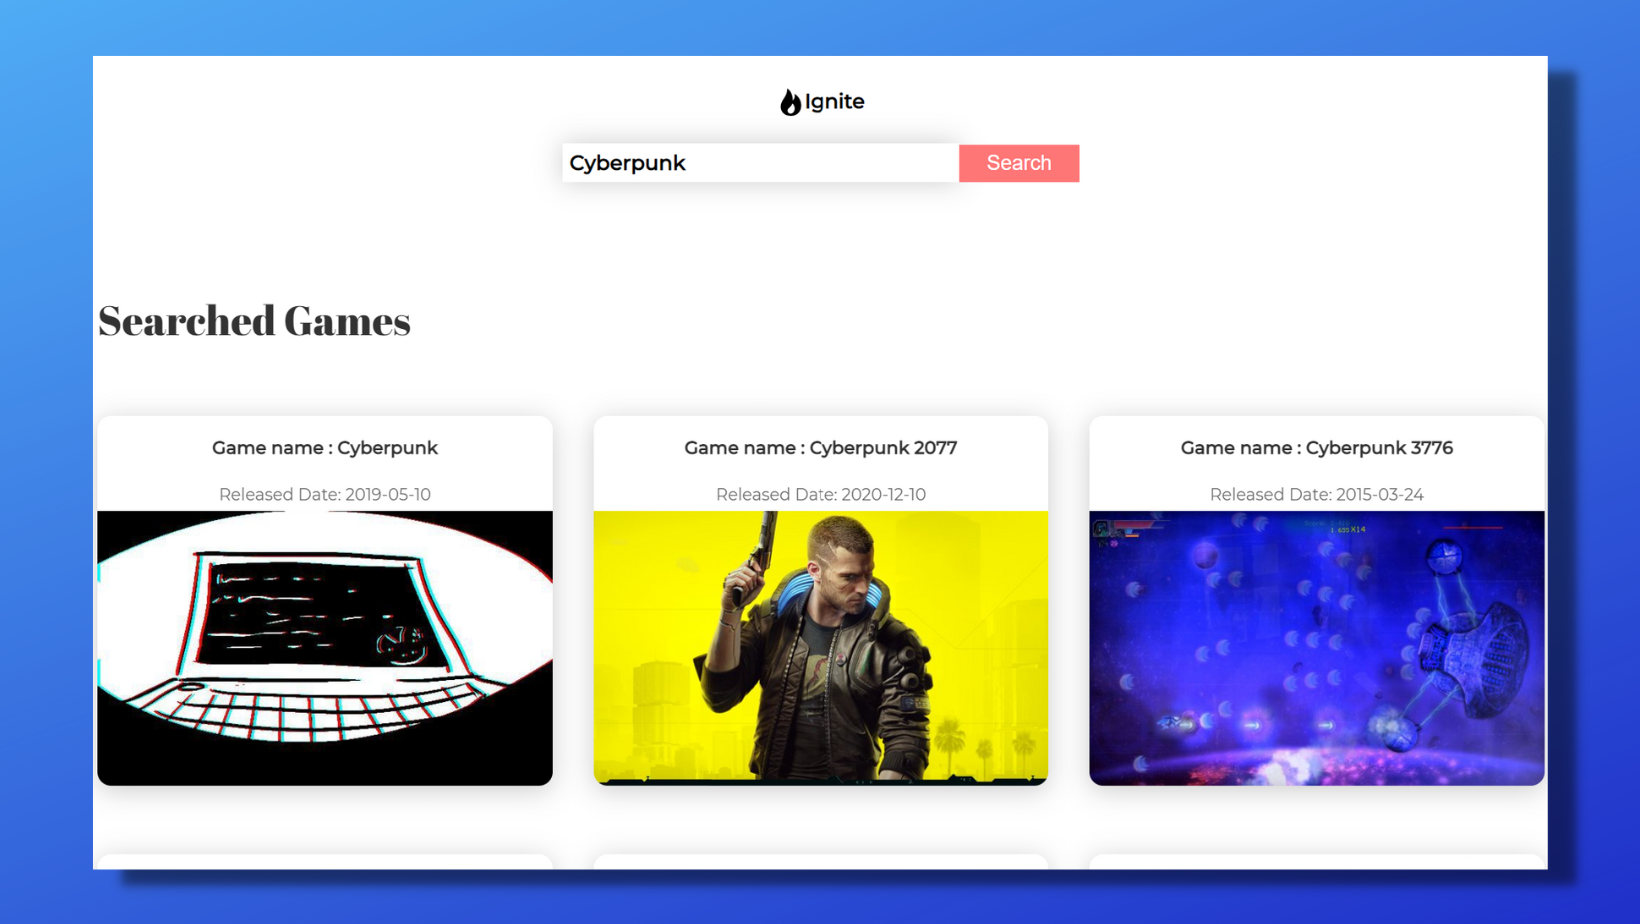 Ignite
Cyberpunk
Search
Searched Games
Game name : Cyberpunk
Released Date: 2019-05-10
Game name : Cyberpunk 2077
Released Date: 2020-12-10
Game name : Cyberpunk 3776
Released Date: 2015-03-24